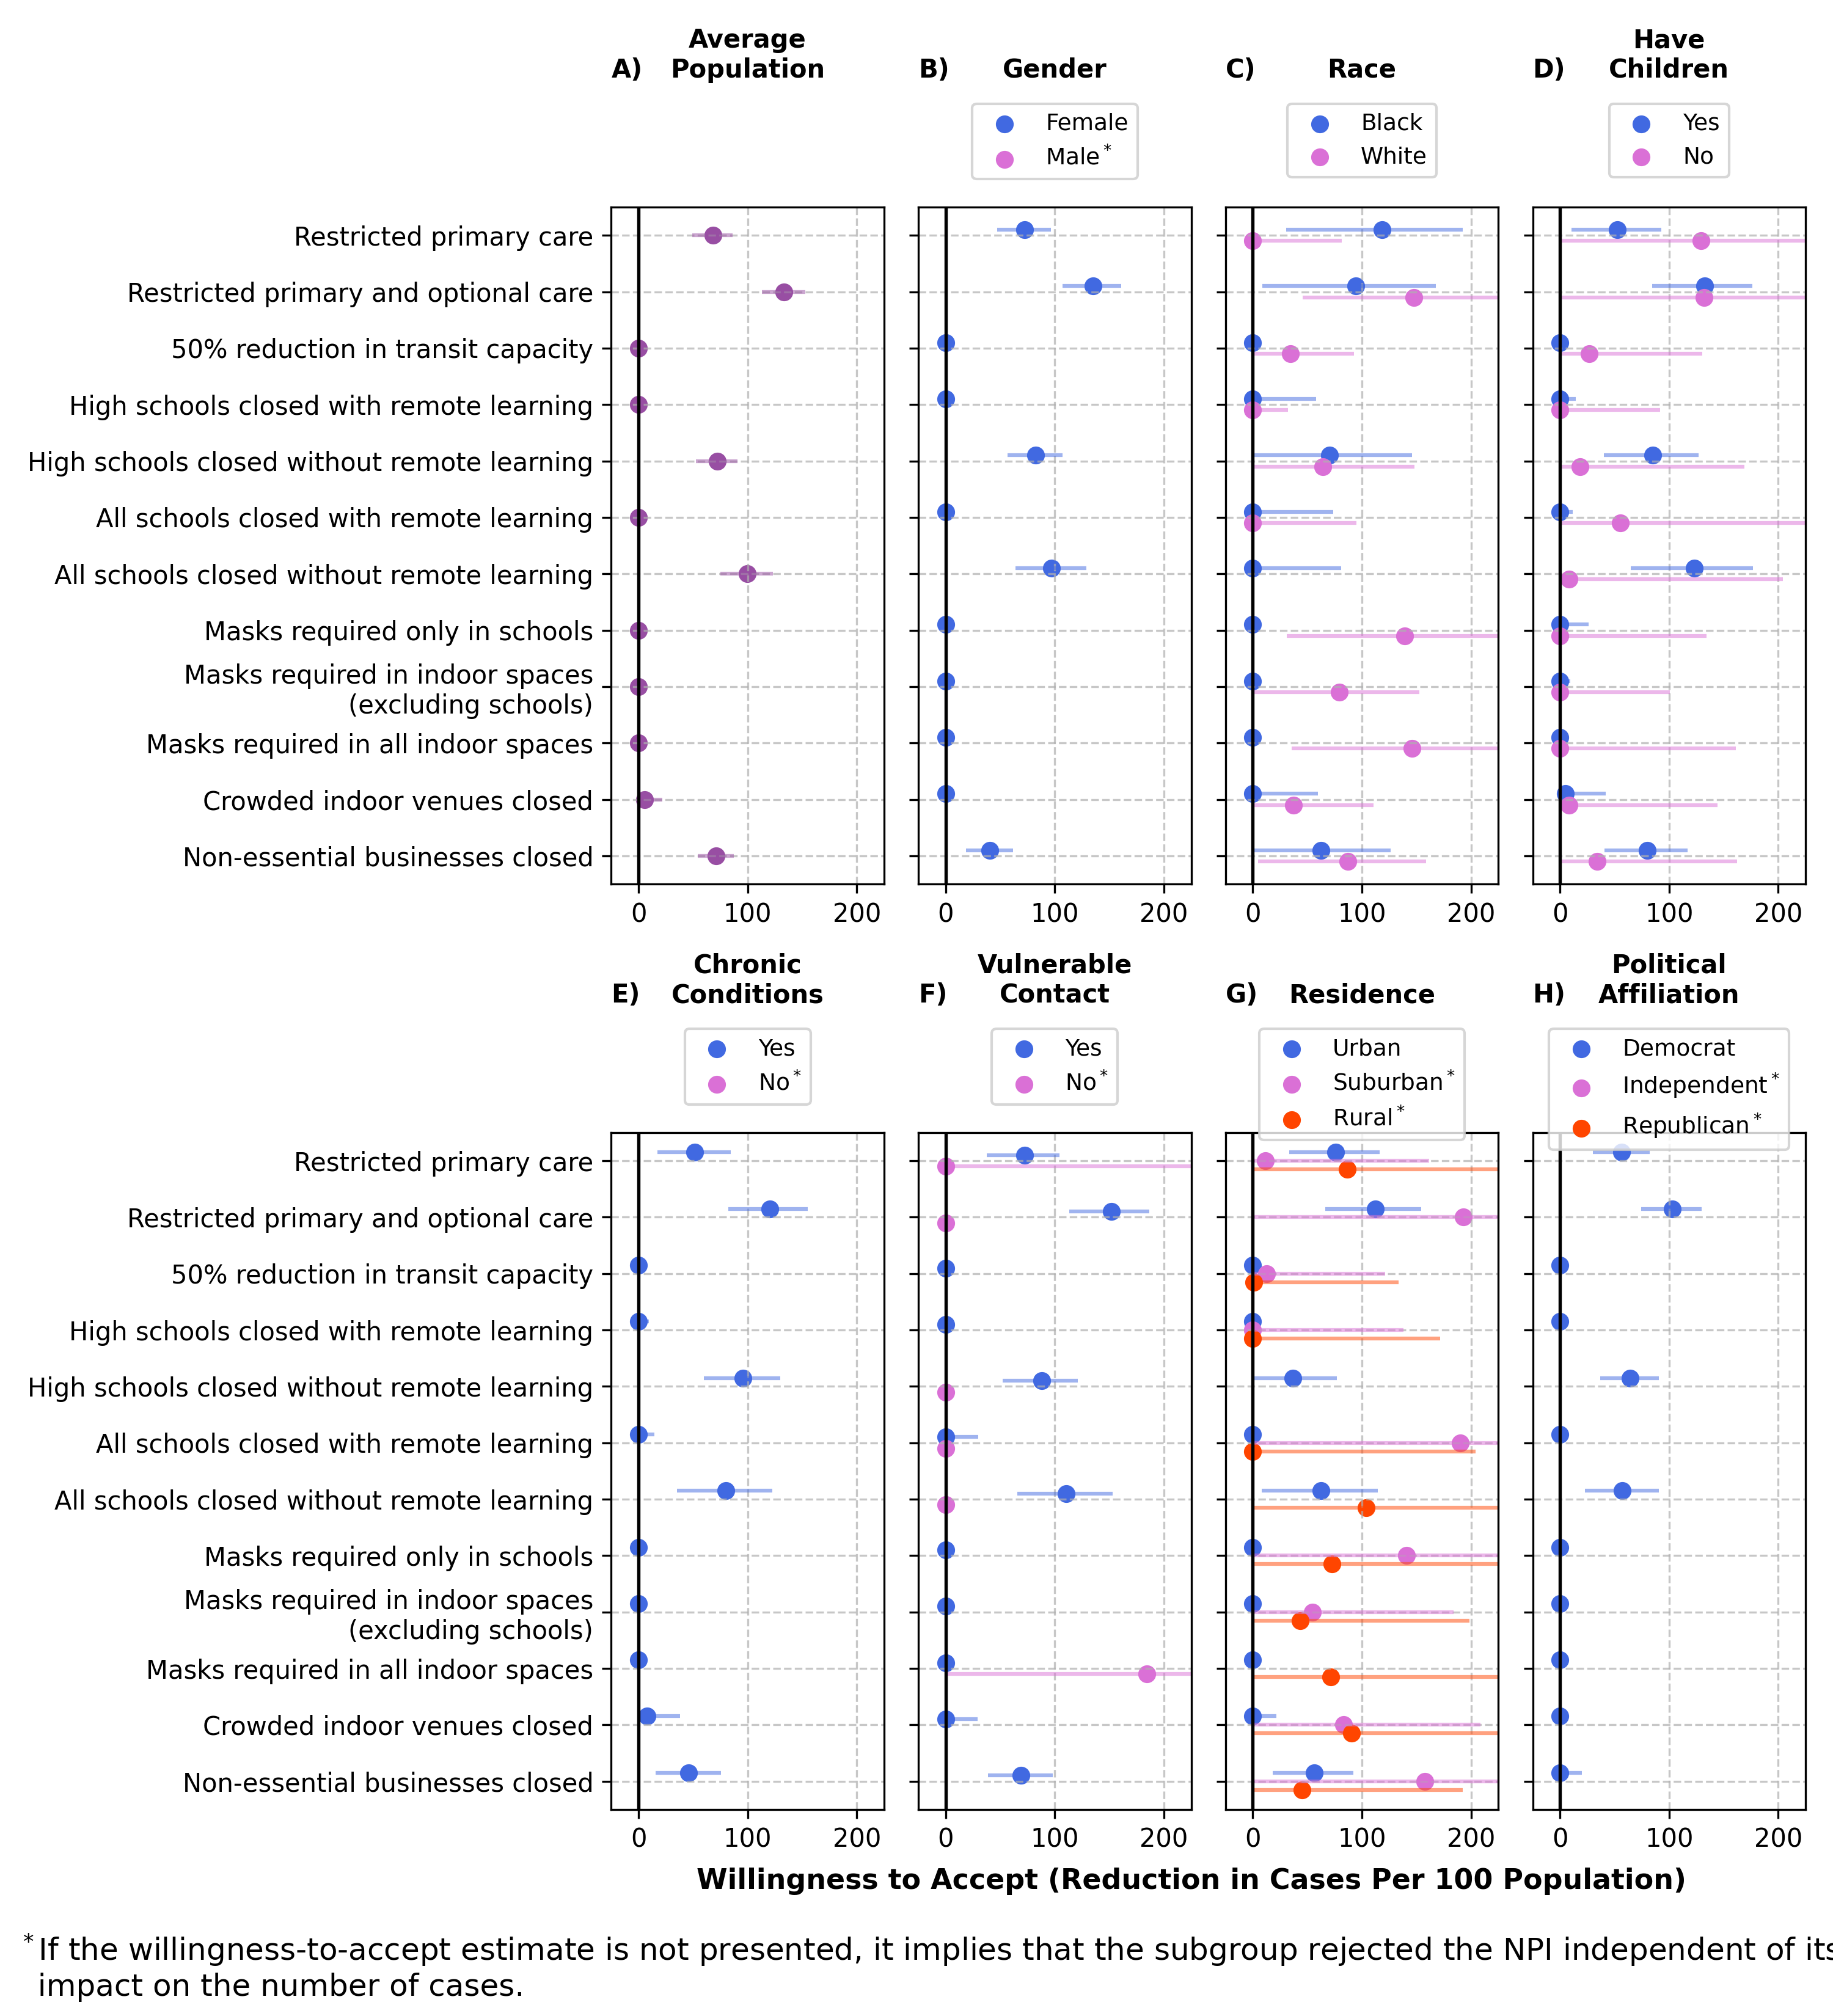 A) Average
Population
B) Gender
C) Race
D) Have
Children
Female
Male*
Black
White
Yes
No
Restricted primary care
Restricted primary and optional care
50% reduction in transit capacity
High schools closed with remote learning
High schools closed without remote learning
All schools closed with remote learning
All schools closed without remote learning
Masks required only in schools
Masks required in indoor spaces
(excluding schools)
Masks required in all indoor spaces
Crowded indoor venues closed
Non-essential businesses closed
0 100 200
0 100 200
0 100 200
0 100 200
E) Chronic
Conditions
F) Vulnerable
Contact
G) Residence
H) Political
Affiliation
Yes
No*
Yes
No*
Urban
Suburban*
Rural*
Democrat
Independent*
Republican*
Restricted primary care
Restricted primary and optional care
50% reduction in transit capacity
High schools closed with remote learning
High schools closed without remote learning
All schools closed with remote learning
All schools closed without remote learning
Masks required only in schools
Masks required in indoor spaces
(excluding schools)
Masks required in all indoor spaces
Crowded indoor venues closed
Non-essential businesses closed
0 100 200
0 100 200
0 100 200
0 100 200
Willingness to Accept (Reduction in Cases Per 100 Population)
*If the willingness-to-accept estimate is not presented, it implies that the subgroup rejected the NPI independent of its
impact on the number of cases.